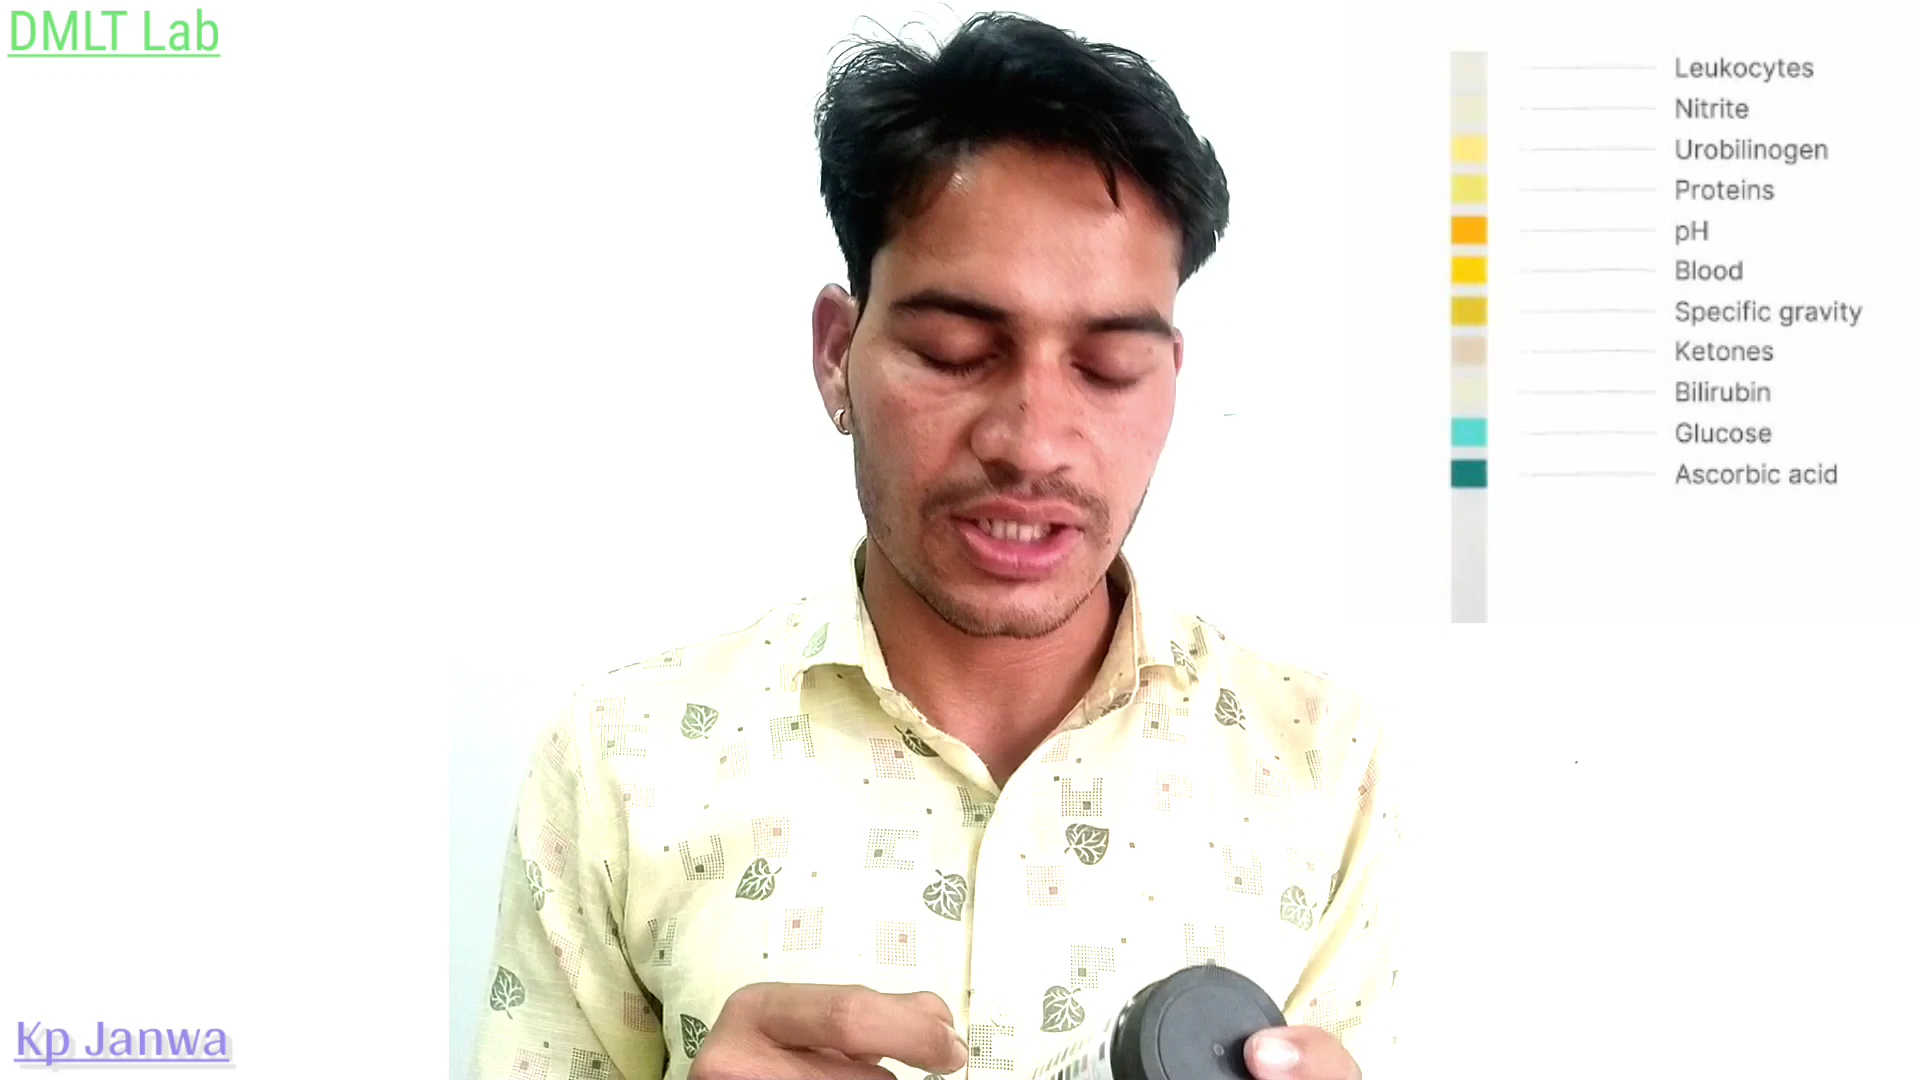 DMLT Lab
Leukocytes
Nitrite
Urobilinogen
Proteins
pH
Blood
Specific gravity
Ketones
Bilirubin
Glucose
Ascorbic acid
Kp Janwa